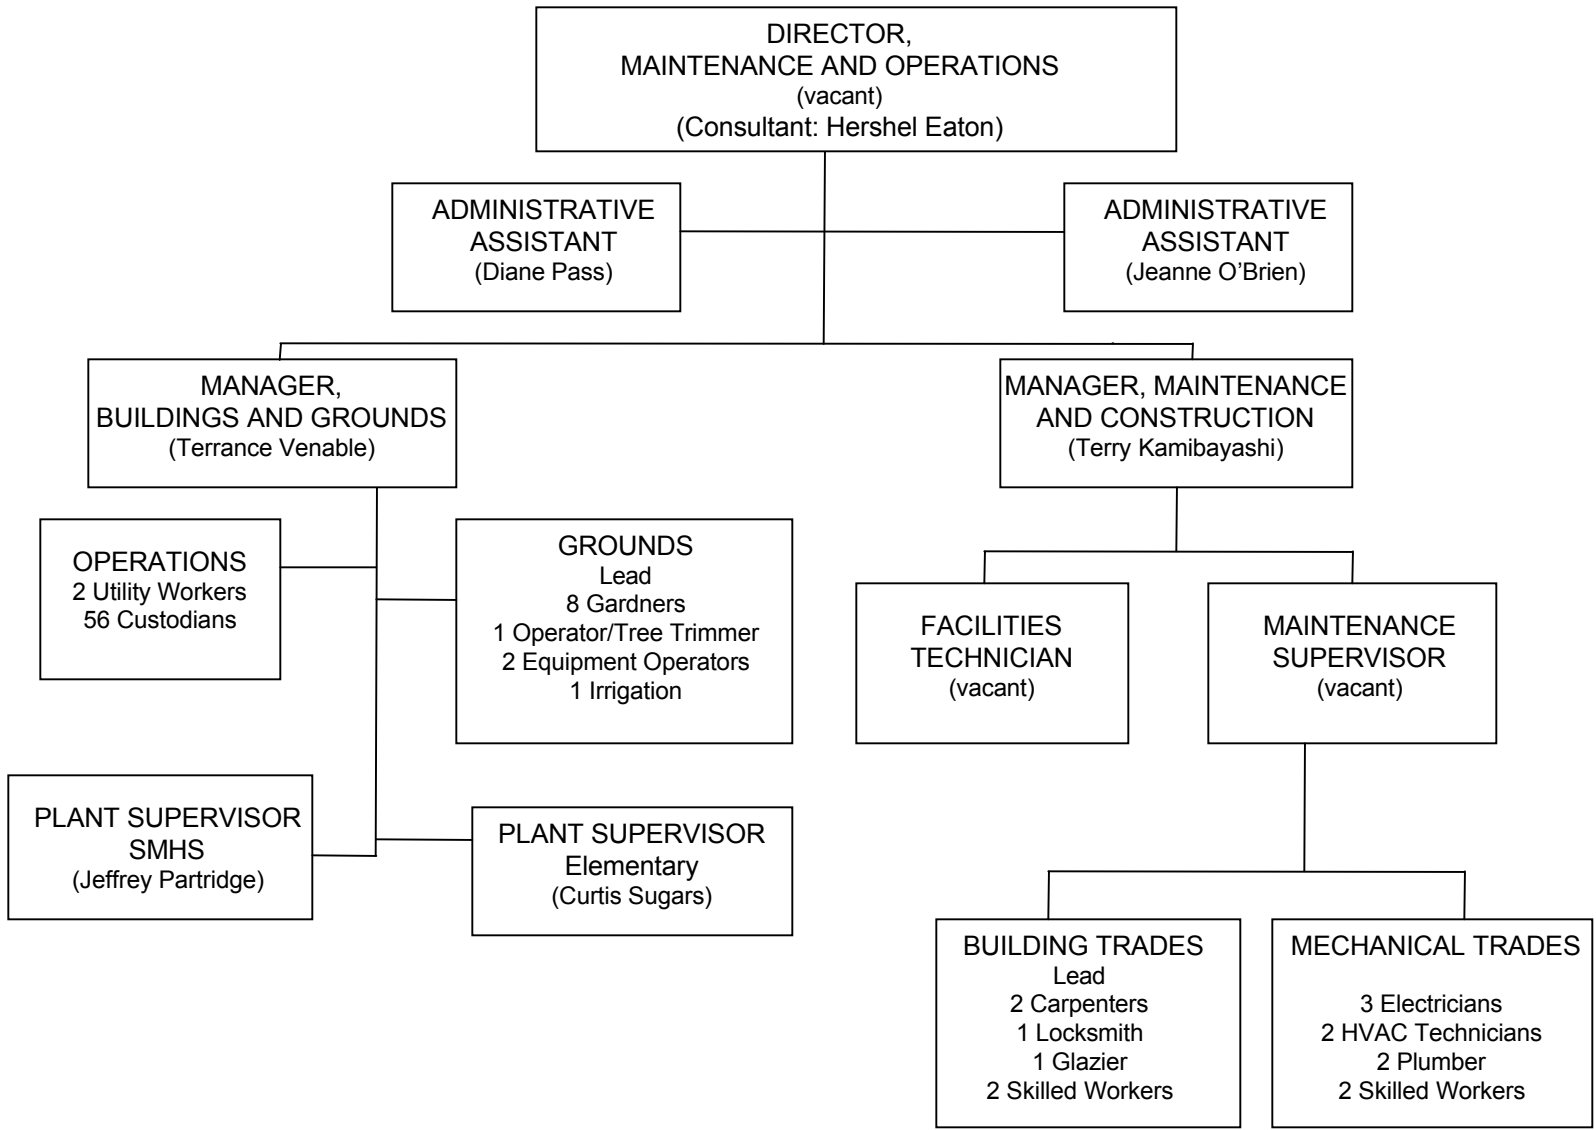 DIRECTOR,
MAINTENANCE AND OPERATIONS
(vacant)
(Consultant: Hershel Eaton)
ADMINISTRATIVE
ASSISTANT
(Diane Pass)
ADMINISTRATIVE
ASSISTANT
(Jeanne O’Brien)
MANAGER,
BUILDINGS AND GROUNDS
(Terrance Venable)
MANAGER, MAINTENANCE
AND CONSTRUCTION
(Terry Kamibayashi)
OPERATIONS
2 Utility Workers
56 Custodians
GROUNDS
Lead
8 Gardners
1 Operator/Tree Trimmer
2 Equipment Operators
1 Irrigation
FACILITIES
TECHNICIAN
(vacant)
MAINTENANCE
SUPERVISOR
(vacant)
PLANT SUPERVISOR
SMHS
(Jeffrey Partridge)
PLANT SUPERVISOR
Elementary
(Curtis Sugars)
BUILDING TRADES
Lead
2 Carpenters
1 Locksmith
1 Glazier
2 Skilled Workers
MECHANICAL TRADES
3 Electricians
2 HVAC Technicians
2 Plumber
2 Skilled Workers